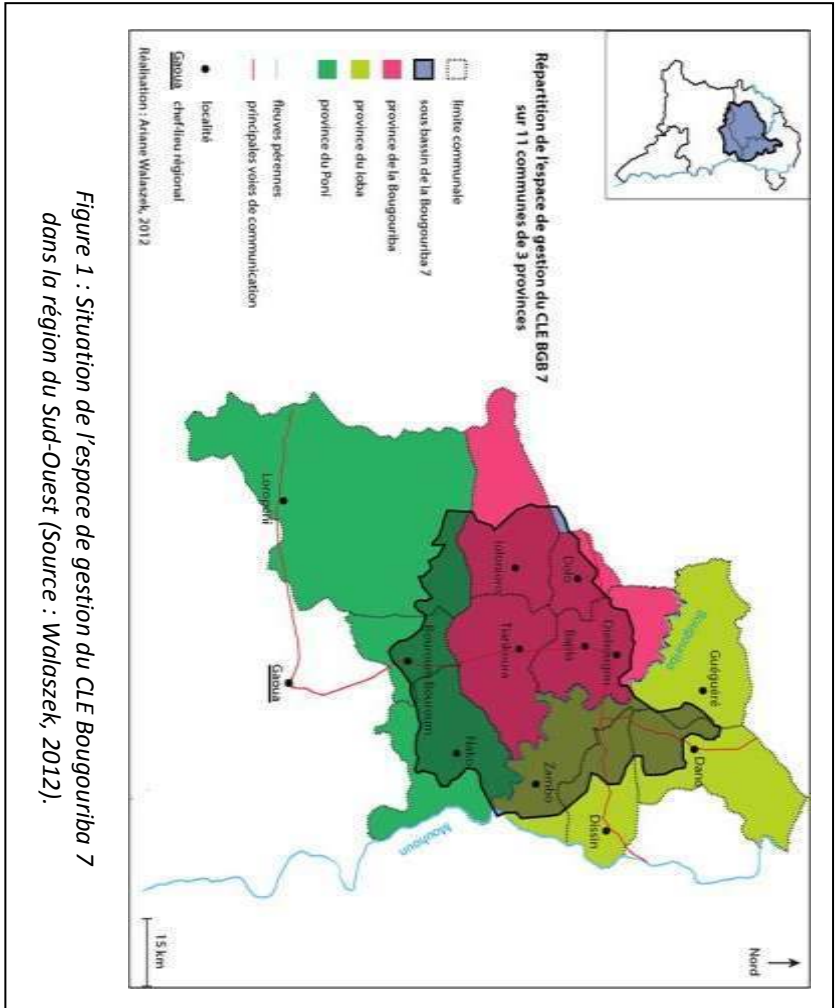 Répartition de l'espace de gestion du CLE BGB 7
sur 11 communes de 3 provinces
limite communale
sous bassin de la Bougouriba 7
province de la Bougouriba
province du Ioba
province du Poni
fleuves pérennes
principales voies de communication
localité
Gaoua chef-lieu régional
Réalisation : Ariane Walaszek, 2012
Nord
Guéguéré
Bougouriba
Dano
Dissin
Dolo
Bapla
Tiankoura
Zambo
Loropéni
Bouroum Bouroum
Nako
Gaoua
Mouhoun
15 km
Figure 1 : Situation de l'espace de gestion du CLE Bougouriba 7
dans la région du Sud-Ouest (Source : Walaszek, 2012).